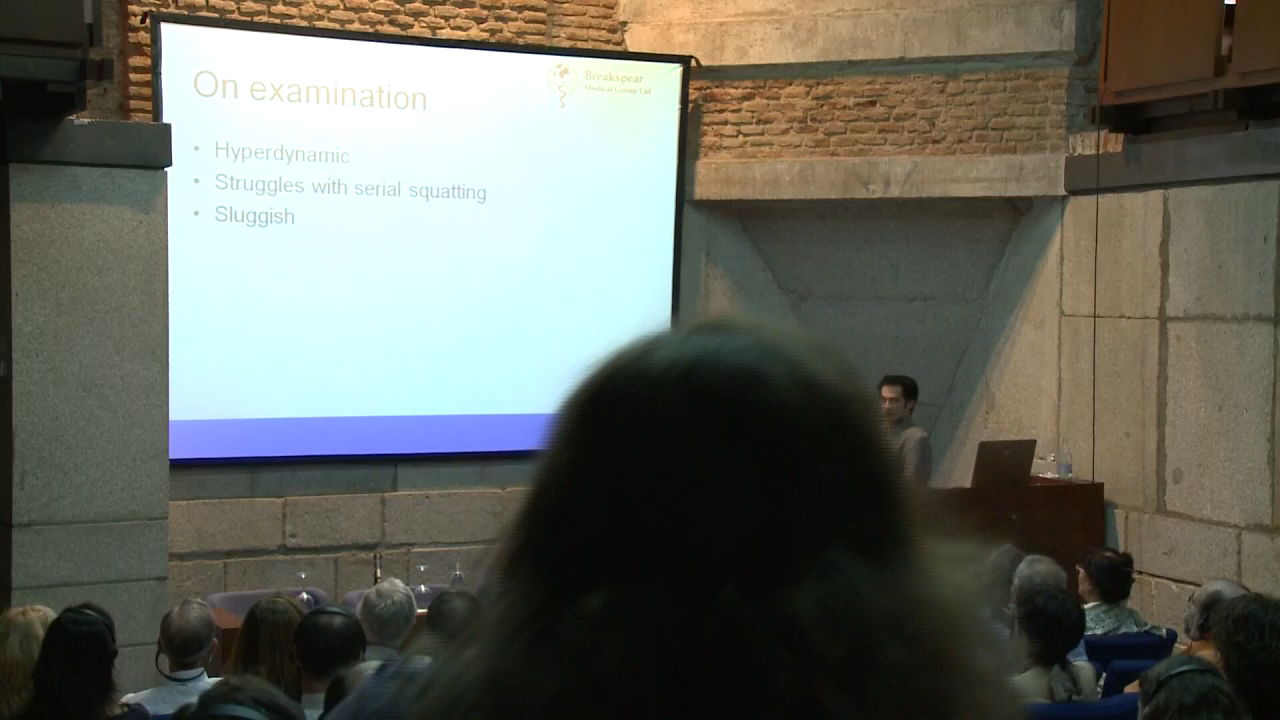 On examination
Breakspear
Medical Group Ltd
• Hyperdynamic
• Struggles with serial squatting
• Sluggish